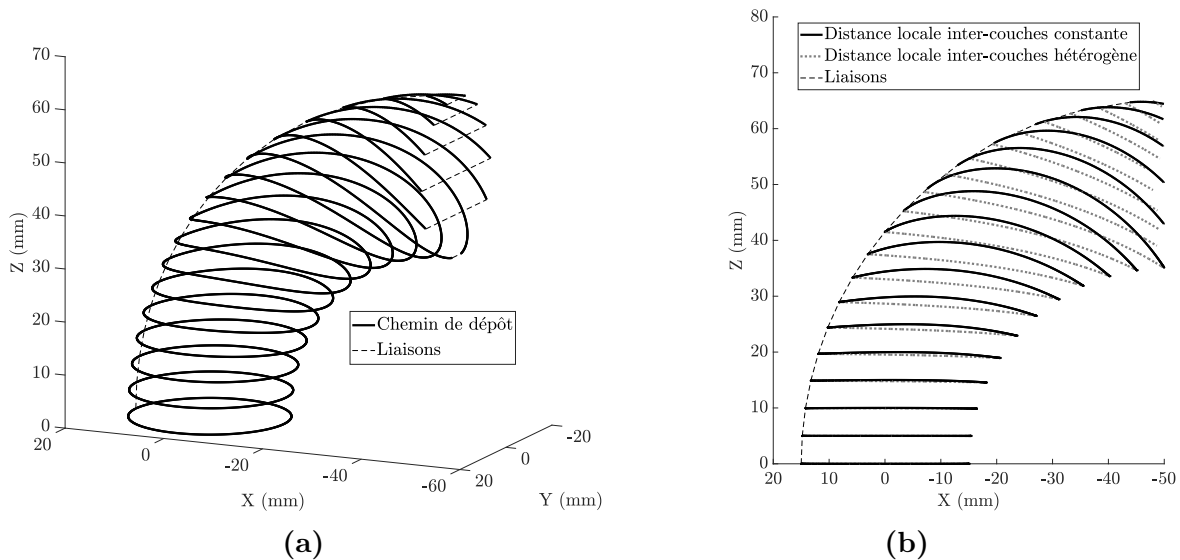 70
60
50
40
30
20
10
0
Z (mm)
20
0
-20
-40
-60
X (mm)
20
0
-20
Y (mm)
Chemin de dépôt
Liaisons
(a)
80
70
60
50
40
30
20
10
0
Z (mm)
20
10
0
-10
-20
-30
-40
-50
X (mm)
Distance locale inter-couches constante
Distance locale inter-couches hétérogène
Liaisons
(b)